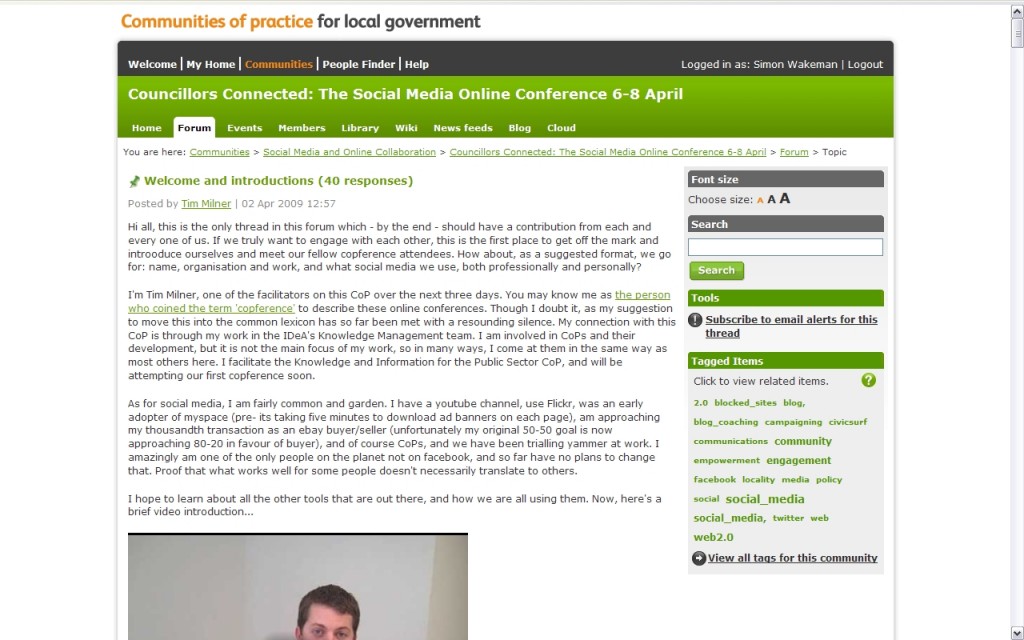 Communities of practice for local government
Welcome | My Home | Communities | People Finder | Help
Logged in as: Simon Wakeman | Logout
Councillors Connected: The Social Media Online Conference 6-8 April
Home Forum Events Members Library Wiki News feeds Blog Cloud
You are here: Communities > Social Media and Online Collaboration > Councillors Connected: The Social Media Online Conference 6-8 April > Forum > Topic
Welcome and introductions (40 responses)
Posted by Tim Milner | 02 Apr 2009 12:57
Hi all, this is the only thread in this forum which - by the end - should have a contribution from each and
every one of us. If we truly want to engage with each other, this is the first place to get off the mark and
introoduce ourselves and meet our fellow copference attendees. How about, as a suggested format, we go
for: name, organisation and work, and what social media we use, both professionally and personally?
I'm Tim Milner, one of the facilitators on this CoP over the next three days. You may know me as the person
who coined the term 'copference' to describe these online conferences. Though I doubt it, as my suggestion
to move this into the common lexicon has so far been met with a resounding silence. My connection with this
CoP is through my work in the IDeA's Knowledge Management team. I am involved in CoPs and their
development, but it is not the main focus of my work, so in many ways, I come at them in the same way as
most others here. I facilitate the Knowledge and Information for the Public Sector CoP, and will be
attempting our first copference soon.
As for social media, I am fairly common and garden. I have a youtube channel, use Flickr, was an early
adopter of myspace (pre- its taking five minutes to download ad banners on each page), am approaching
my thousandth transaction as an ebay buyer/seller (unfortunately my original 50-50 goal is now
approaching 80-20 in favour of buyer), and of course CoPs, and we have been trialling yammer at work. I
amazingly am one of the only people on the planet not on facebook, and so far have no plans to change
that. Proof that what works well for some people doesn't necessarily translate to others.
I hope to learn about all the other tools that are out there, and how we are all using them. Now, here's a
brief video introduction...
Font size
Choose size: A A A
Search
Search
Tools
Subscribe to email alerts for this
thread
Tagged Items
Click to view related items. ?
2.0 blocked_sites blog,
blog_coaching campaigning civicsurf
communications community
empowerment engagement
facebook locality media policy
social social_media
social_media, twitter web
web2.0
View all tags for this community